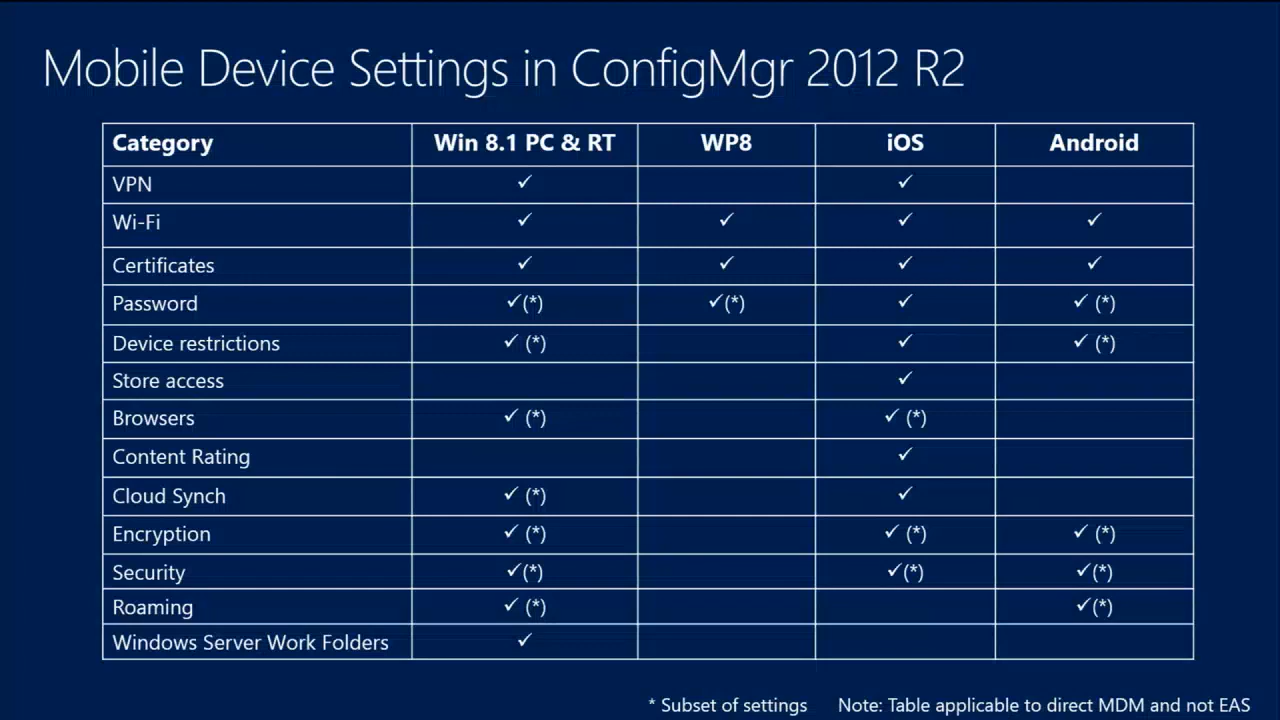 Mobile Device Settings in ConfigMgr 2012 R2
Category Win 8.1 PC & RT WP8 iOS Android
VPN ✓ ✓
Wi-Fi ✓ ✓ ✓ ✓
Certificates ✓ ✓ ✓ ✓
Password ✓(*) ✓(*) ✓ ✓ (*)
Device restrictions ✓ (*) ✓ ✓ (*)
Store access ✓
Browsers ✓ (*) ✓ (*)
Content Rating ✓
Cloud Synch ✓ (*) ✓
Encryption ✓ (*) ✓ (*) ✓ (*)
Security ✓(*) ✓(*) ✓(*)
Roaming ✓ (*) ✓(*)
Windows Server Work Folders ✓
* Subset of settings Note: Table applicable to direct MDM and not EAS